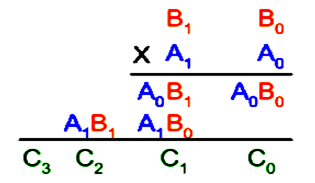 B₁ B₀
X A₁ A₀
A₀B₁ A₀B₀
A₁B₁ A₁B₀
C₃ C₂ C₁ C₀